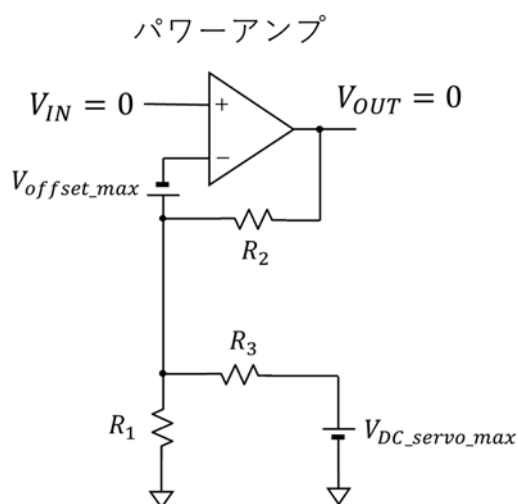 パワーアンプ
V_IN = 0
+
V_OUT = 0
−
V_offset_max
R_2
R_3
R_1
V_DC_servo_max